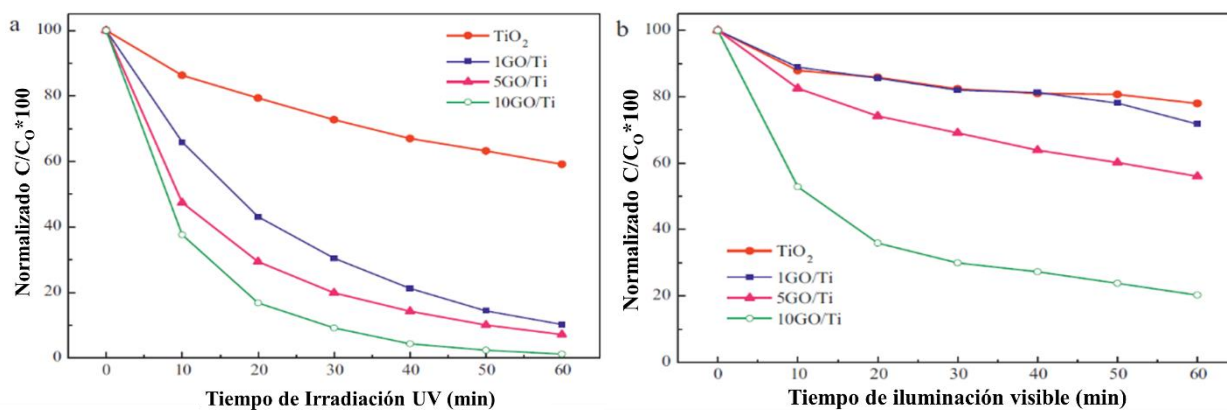 a
Normalizado C/C_O*100
100
80
60
40
20
0
TiO₂
1GO/Ti
5GO/Ti
10GO/Ti
0 10 20 30 40 50 60
Tiempo de Irradiación UV (min)
b
Normalizado C/C_O*100
100
80
60
40
20
0
TiO₂
1GO/Ti
5GO/Ti
10GO/Ti
0 10 20 30 40 50 60
Tiempo de iluminación visible (min)